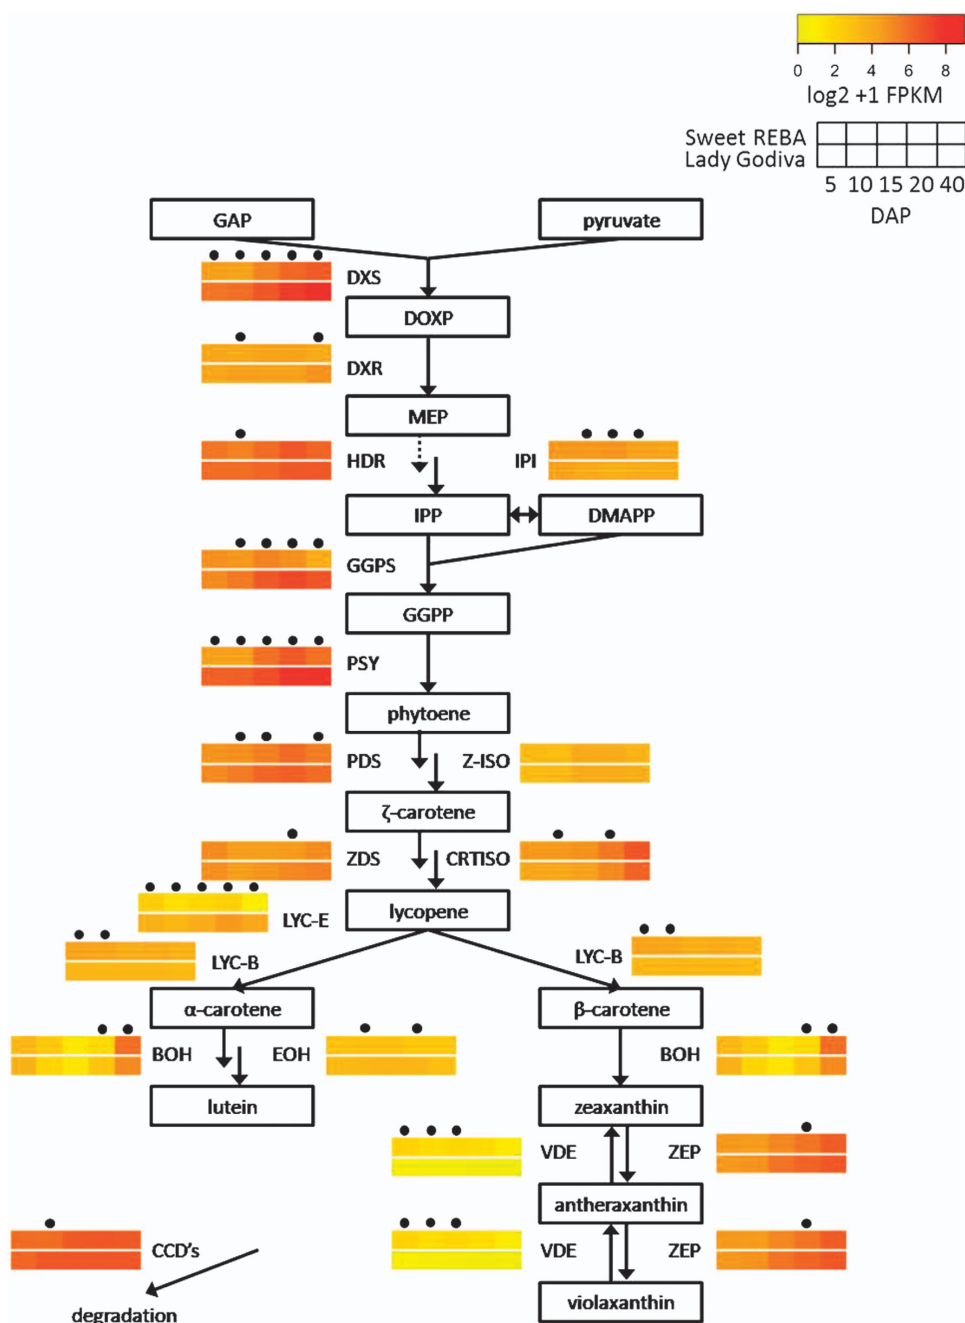 0 2 4 6 8
log2 +1 FPKM
Sweet REBA
Lady Godiva
5 10 15 20 40
DAP
GAP
pyruvate
DXS
DOXP
DXR
MEP
HDR
IPI
IPP
DMAPP
GGPS
GGPP
PSY
phytoene
PDS
Z-ISO
ζ-carotene
ZDS
CRTISO
LYC-E
lycopene
LYC-B
LYC-B
α-carotene
β-carotene
BOH
EOH
BOH
lutein
zeaxanthin
VDE
ZEP
antheraxanthin
CCD's
VDE
ZEP
degradation
violaxanthin